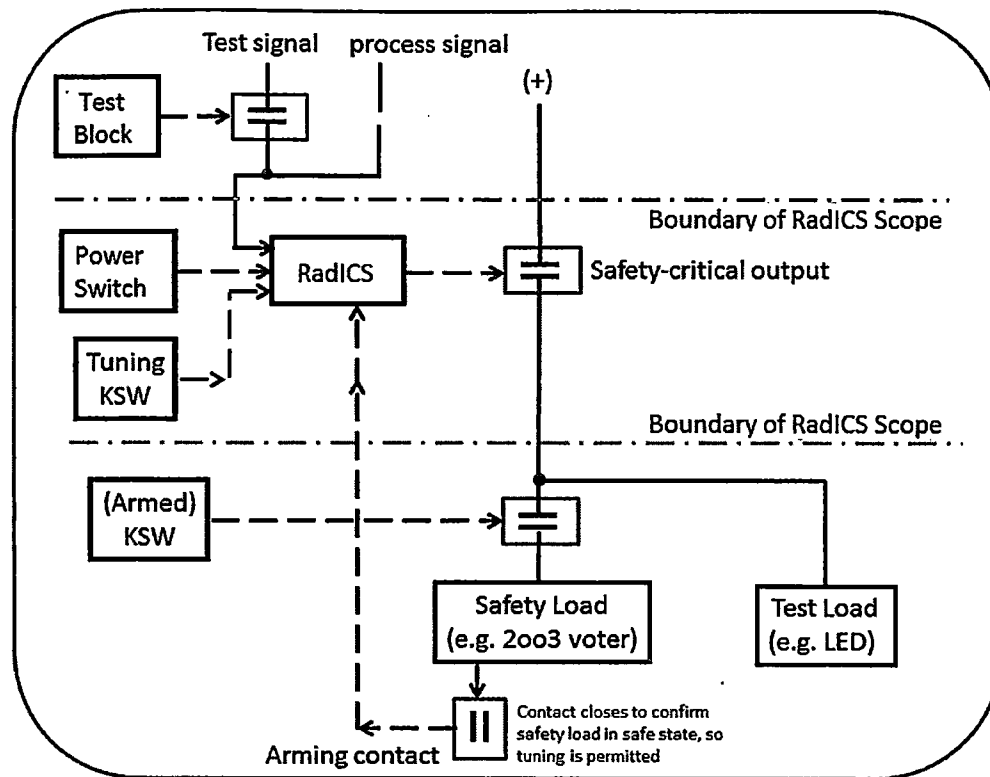 Test signal
process signal
(+)
Test
Block
Boundary of RadICS Scope
Power
Switch
RadICS
Safety-critical output
Tuning
KSW
Boundary of RadICS Scope
(Armed)
KSW
Safety Load
(e.g. 2oo3 voter)
Test Load
(e.g. LED)
Contact closes to confirm
safety load in safe state, so
tuning is permitted
Arming contact